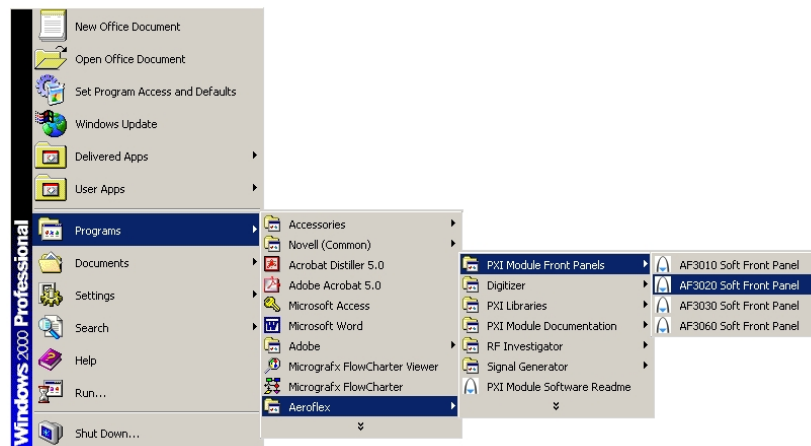 New Office Document
Open Office Document
Set Program Access and Defaults
Windows Update
Delivered Apps
User Apps
Programs
Documents
Settings
Search
Help
Run...
Shut Down...
Windows 2000 Professional
Accessories
Novell (Common)
Acrobat Distiller 5.0
Adobe Acrobat 5.0
Microsoft Access
Microsoft Word
Adobe
Micrografx FlowCharter Viewer
Micrografx FlowCharter
Aeroflex
PXI Module Front Panels
Digitizer
PXI Libraries
PXI Module Documentation
RF Investigator
Signal Generator
PXI Module Software Readme
AF3010 Soft Front Panel
AF3020 Soft Front Panel
AF3030 Soft Front Panel
AF3060 Soft Front Panel